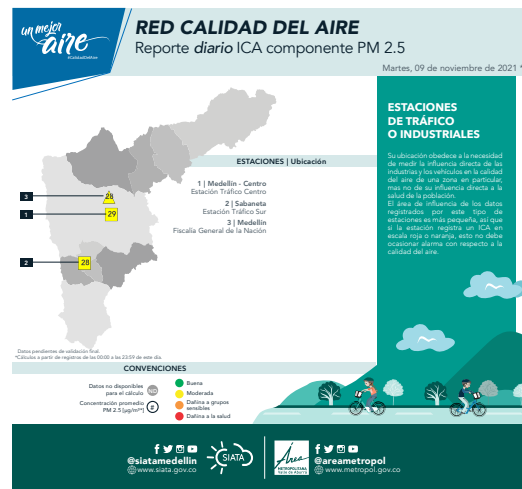 un mejor
aire
#CalidadDelAire
RED CALIDAD DEL AIRE
Reporte diario ICA componente PM 2.5
Martes, 09 de noviembre de 2021 *
ESTACIONES | Ubicación
1 | Medellín - Centro
Estación Tráfico Centro
2 | Sabaneta
Estación Tráfico Sur
3 | Medellín
Fiscalía General de la Nación
3
28
1
29
2
28
ESTACIONES
DE TRÁFICO
O INDUSTRIALES
Su ubicación obedece a la necesidad
de medir la influencia directa de las
industrias y los vehículos en la calidad
del aire de una zona en particular,
mas no de su influencia directa a la
salud de la población.
El área de influencia de los datos
registrados por este tipo de
estaciones es más pequeña, así que
si la estación registra un ICA en
escala roja o naranja, esto no debe
ocasionar alarma con respecto a la
calidad del aire.
Datos pendientes de validación final.
*Cálculos a partir de registros de las 00:00 a las 23:59 de este día.
CONVENCIONES
Datos no disponibles
para el cálculo
ND
Concentración promedio
PM 2.5 [µg/m³*]
#
Buena
Moderada
Dañina a grupos
sensibles
Dañina a la salud
@siatamedellin
www.siata.gov.co
SIATA
Área
METROPOLITANA
Valle de Aburrá
@areametropol
www.metropol.gov.co